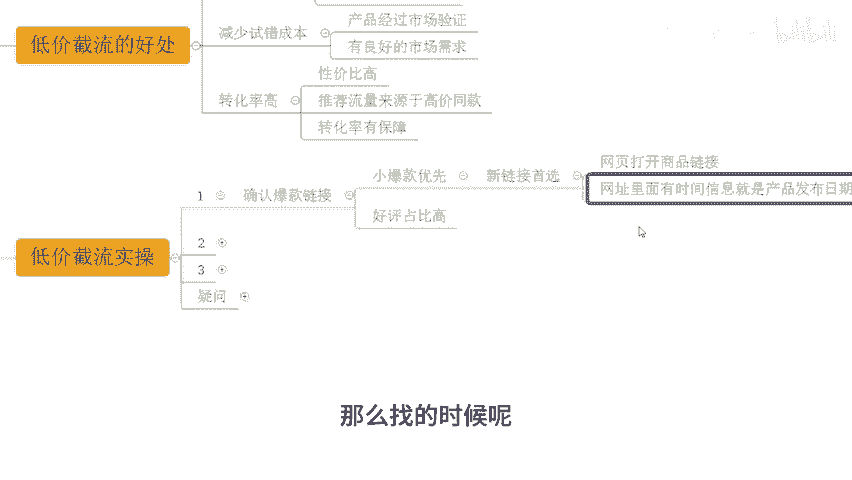 减少试错成本
产品经过市场验证
有良好的市场需求
低价截流的好处
性价比高
转化率高
推荐流量来源于高价同款
转化率有保障
网页打开商品链接
小爆款优先
新链接首选
网址里面有时间信息就是产品发布日期
1
确认爆款链接
好评占比高
2
低价截流实操
3
疑问
那么找的时候呢
bilibili